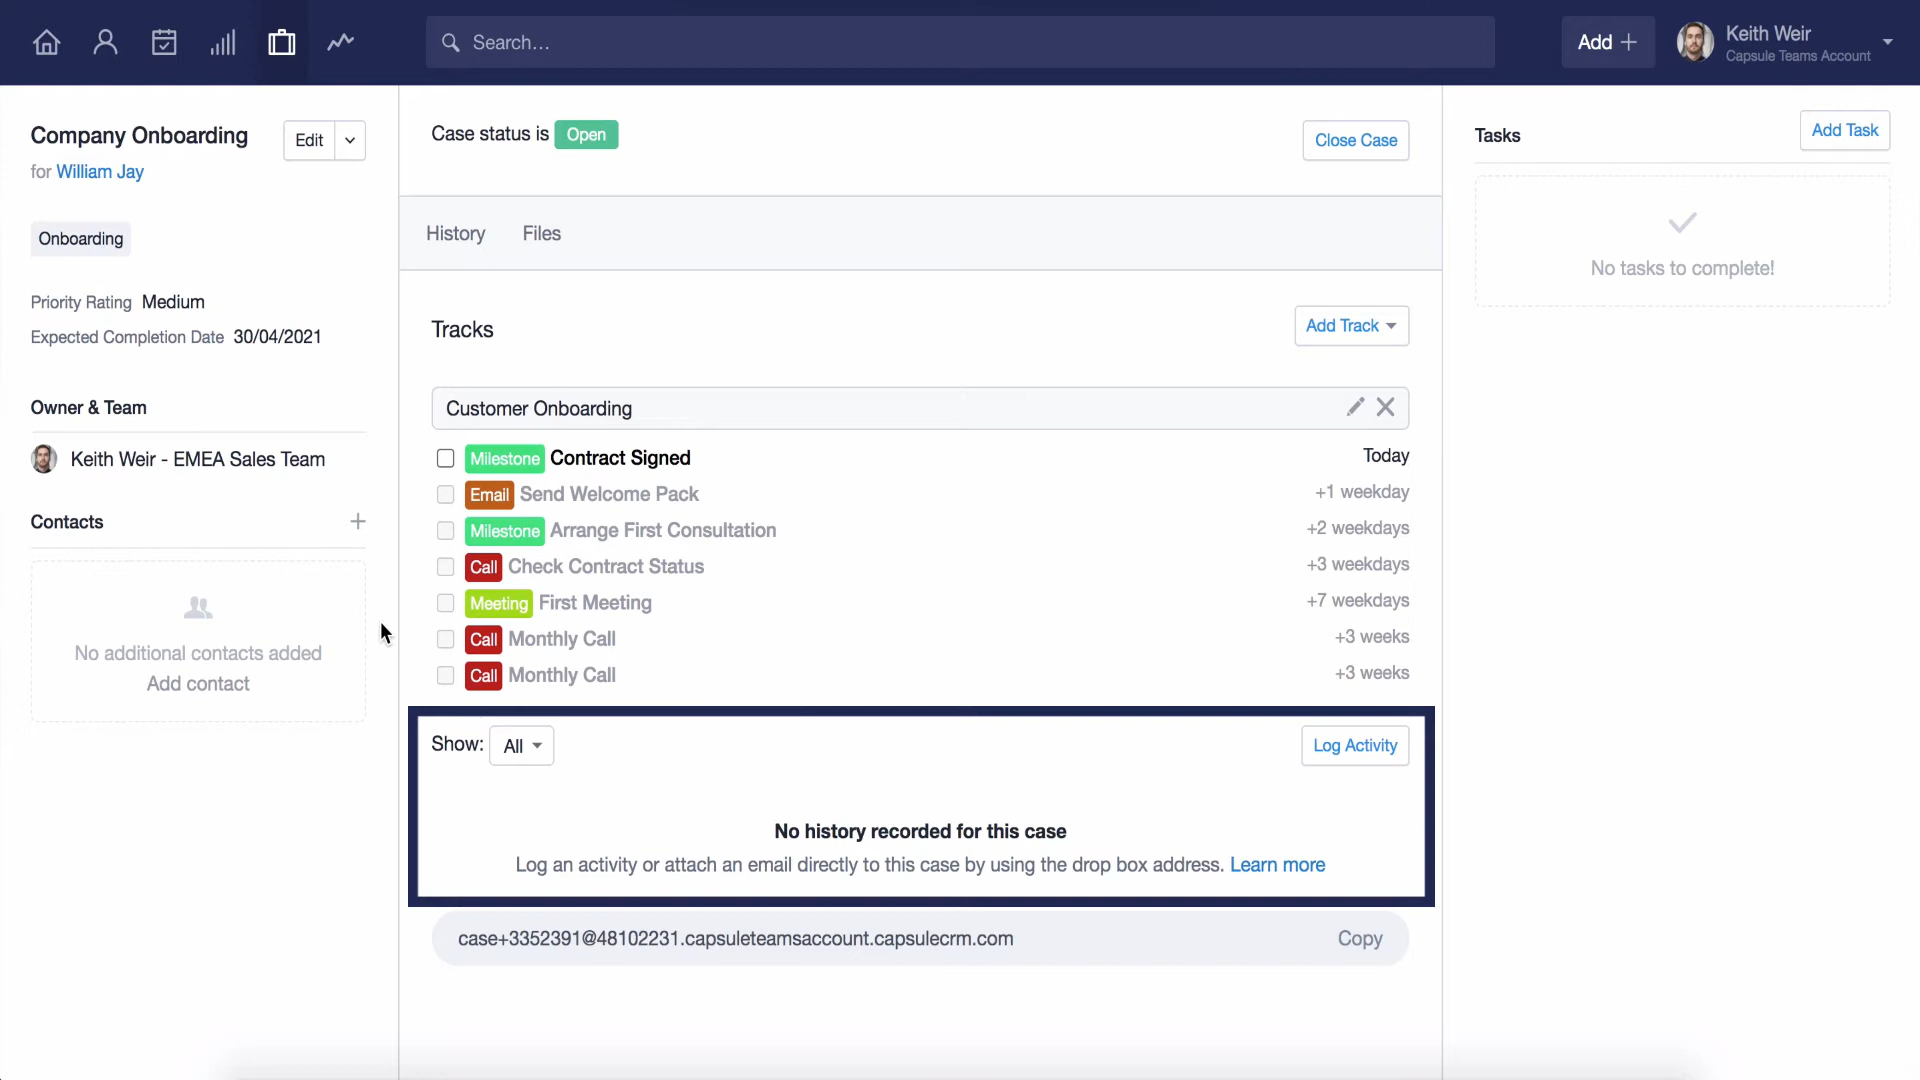 Search...
Add
Keith Weir
Capsule Teams Account
Company Onboarding
Edit
for William Jay
Onboarding
Priority Rating Medium
Expected Completion Date 30/04/2021
Owner & Team
Keith Weir - EMEA Sales Team
Contacts
No additional contacts added
Add contact
Case status is Open
Close Case
History Files
Tracks
Add Track
Customer Onboarding
Milestone Contract Signed Today
Email Send Welcome Pack +1 weekday
Milestone Arrange First Consultation +2 weekdays
Call Check Contract Status +3 weekdays
Meeting First Meeting +7 weekdays
Call Monthly Call +3 weeks
Call Monthly Call +3 weeks
Show: All
Log Activity
No history recorded for this case
Log an activity or attach an email directly to this case by using the drop box address. Learn more
case+3352391@48102231.capsuleteamsaccount.capsulecrm.com Copy
Tasks
Add Task
No tasks to complete!